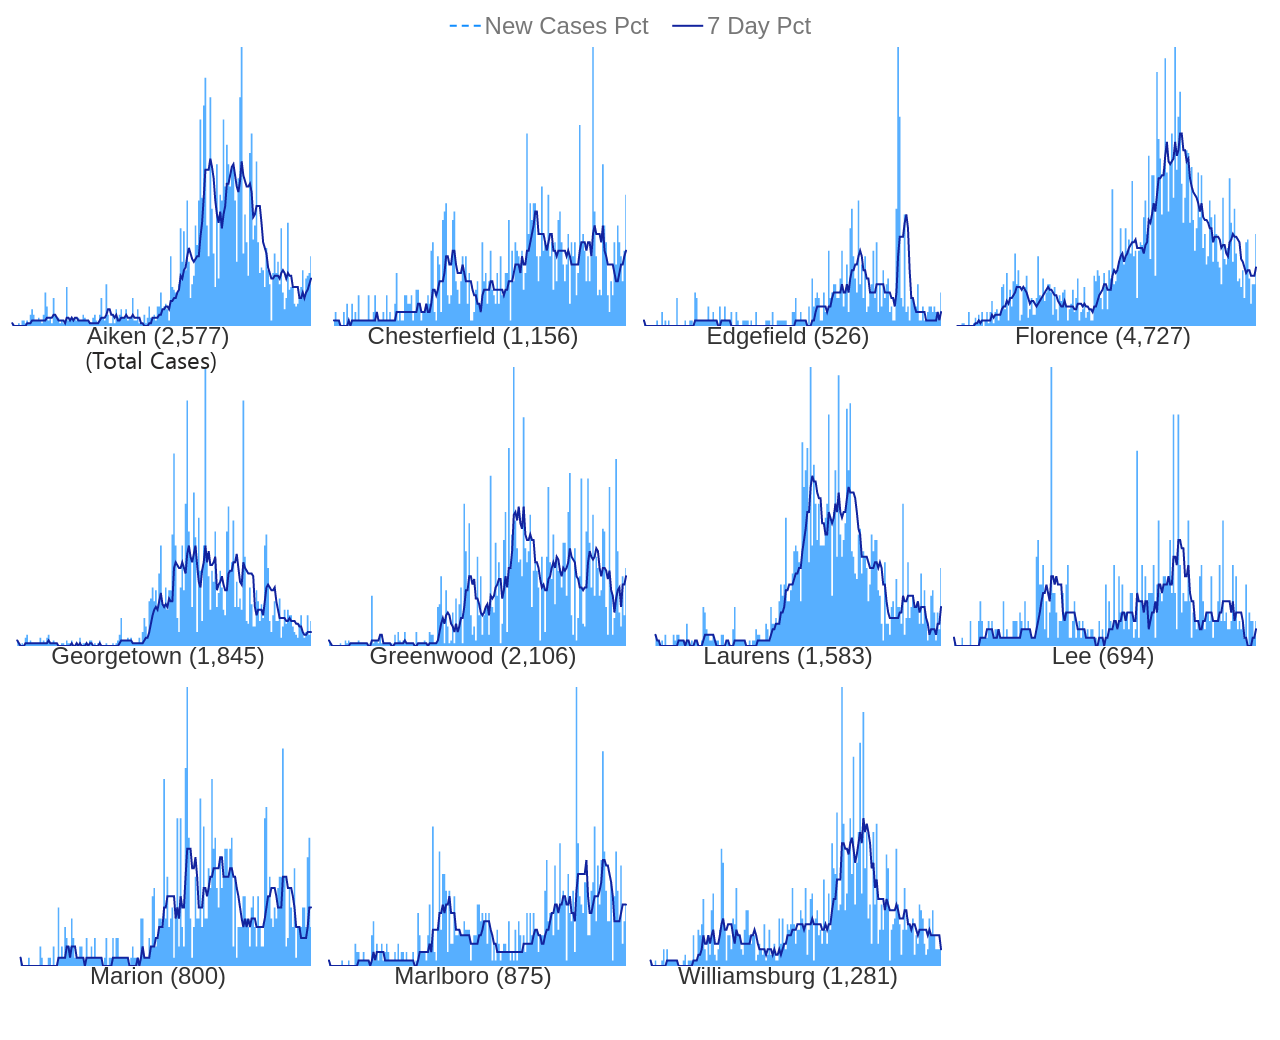 New Cases Pct 7 Day Pct
Aiken (2,577) Chesterfield (1,156) Edgefield (526) Florence (4,727)
(Total Cases)
Georgetown (1,845) Greenwood (2,106) Laurens (1,583) Lee (694)
Marion (800) Marlboro (875) Williamsburg (1,281)